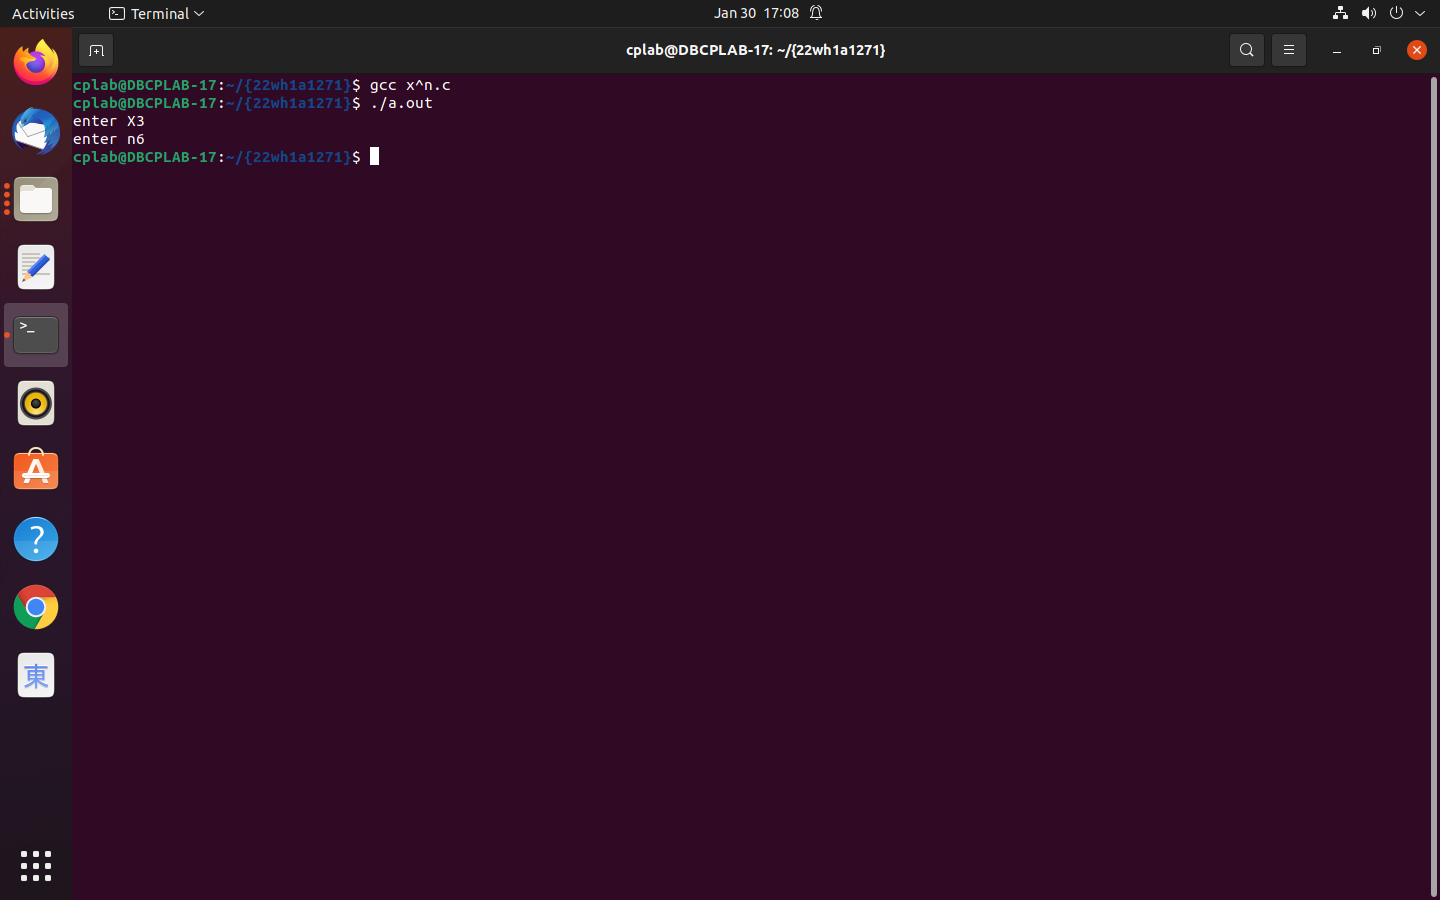 Activities
Terminal
Jan 30 17:08
cplab@DBCPLAB-17: ~/{22wh1a1271}
cplab@DBCPLAB-17:~/{22wh1a1271}$ gcc x^n.c
cplab@DBCPLAB-17:~/{22wh1a1271}$ ./a.out
enter X3
enter n6
cplab@DBCPLAB-17:~/{22wh1a1271}$
>_
?
東